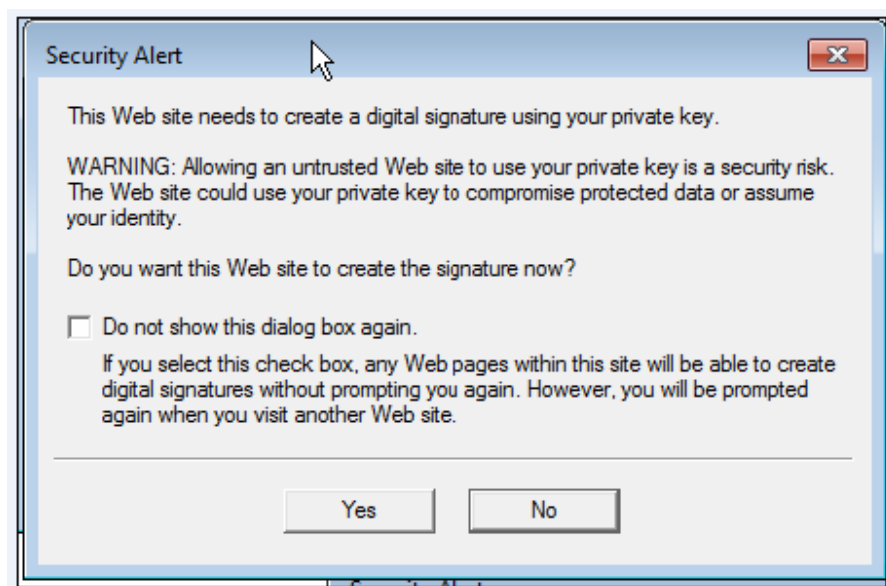 Security Alert
This Web site needs to create a digital signature using your private key.
WARNING: Allowing an untrusted Web site to use your private key is a security risk.
The Web site could use your private key to compromise protected data or assume
your identity.
Do you want this Web site to create the signature now?
Do not show this dialog box again.
If you select this check box, any Web pages within this site will be able to create
digital signatures without prompting you again. However, you will be prompted
again when you visit another Web site.
Yes No
Security Alert